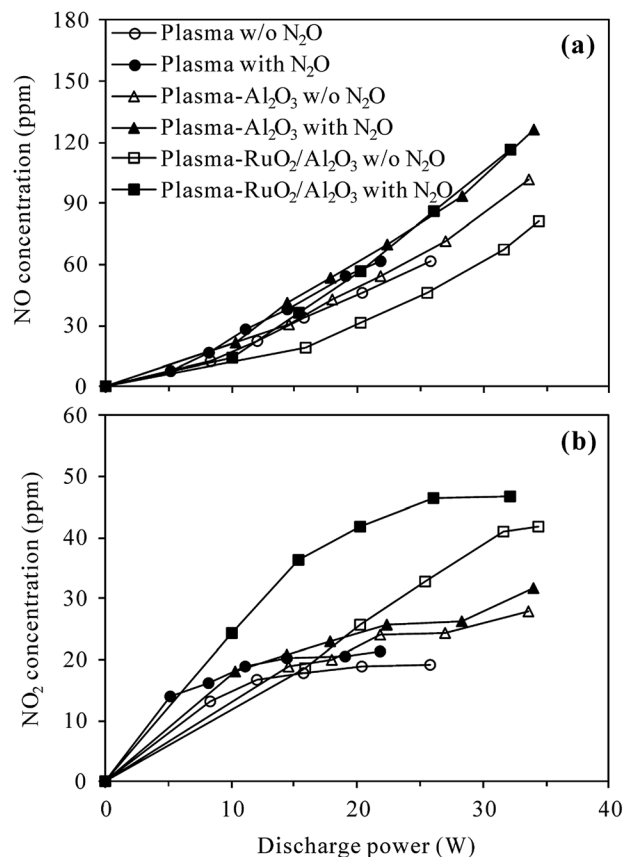 180
150
120
90
60
30
0
NO concentration (ppm)
(a)
Plasma w/o N₂O
Plasma with N₂O
Plasma-Al₂O₃ w/o N₂O
Plasma-Al₂O₃ with N₂O
Plasma-RuO₂/Al₂O₃ w/o N₂O
Plasma-RuO₂/Al₂O₃ with N₂O
60
50
40
30
20
10
0
NO₂ concentration (ppm)
(b)
0 10 20 30 40
Discharge power (W)